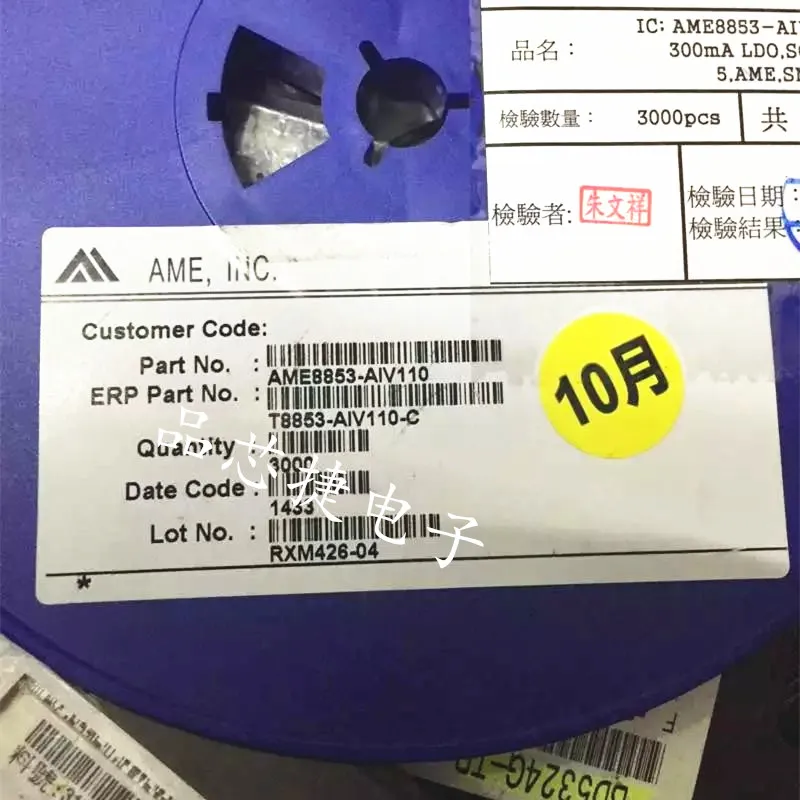 IC: AME8853-AI
品名：
300mA LDO,S
5,AME,S
檢驗數量：
3000pcs
共
檢驗者:
朱文祥
檢驗日期:
檢驗結果:
AME, INC.
Customer Code:
Part No. :
AME8853-AIV110
ERP Part No. :
T8853-AIV110-C
Quantity :
3000
Date Code :
1433
Lot No. :
RXM426-04
*
10月
品芯捷电子